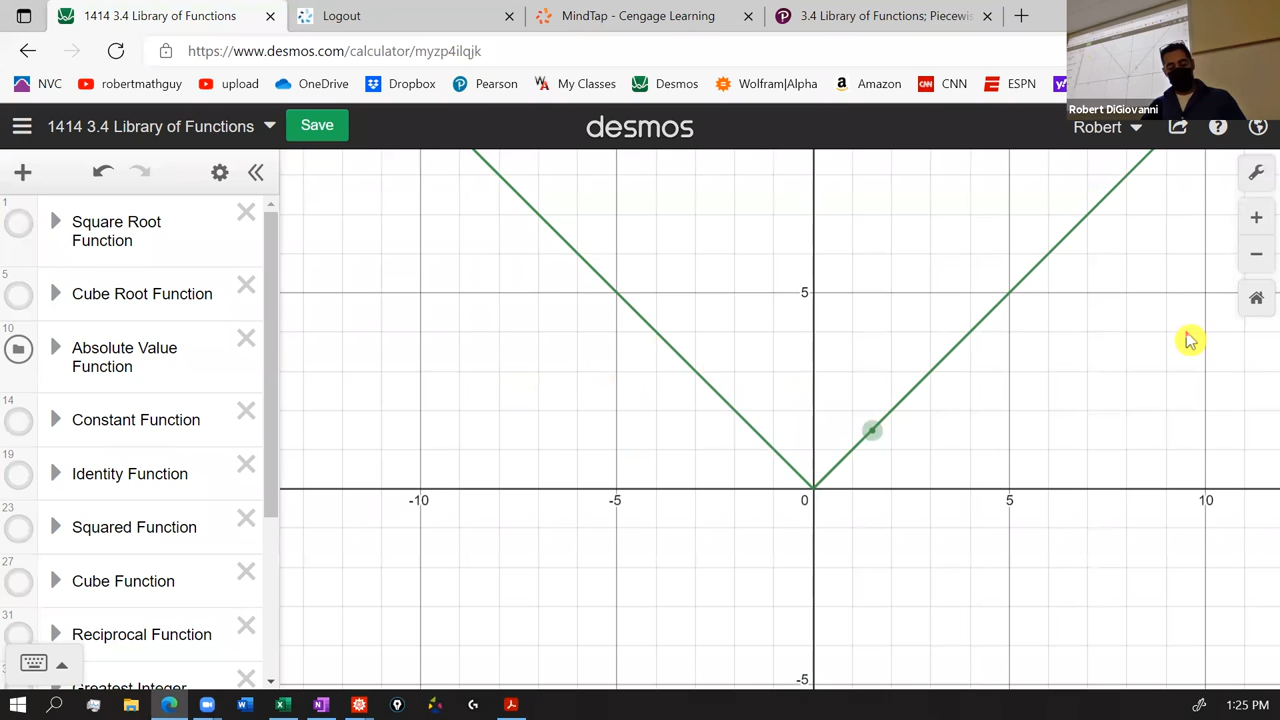 1414 3.4 Library of Functions
Logout
MindTap - Cengage Learning
3.4 Library of Functions; Piecewis
https://www.desmos.com/calculator/myzp4ilqjk
NVC
robertmathguy
upload
OneDrive
Dropbox
Pearson
My Classes
Desmos
Wolfram|Alpha
Amazon
CNN
ESPN
Robert DiGiovanni
1414 3.4 Library of Functions
Save
desmos
Robert
1
Square Root
Function
5
Cube Root Function
10
Absolute Value
Function
14
Constant Function
19
Identity Function
23
Squared Function
27
Cube Function
31
Reciprocal Function
Greatest Integer
5
-10
-5
0
5
10
-5
1:25 PM